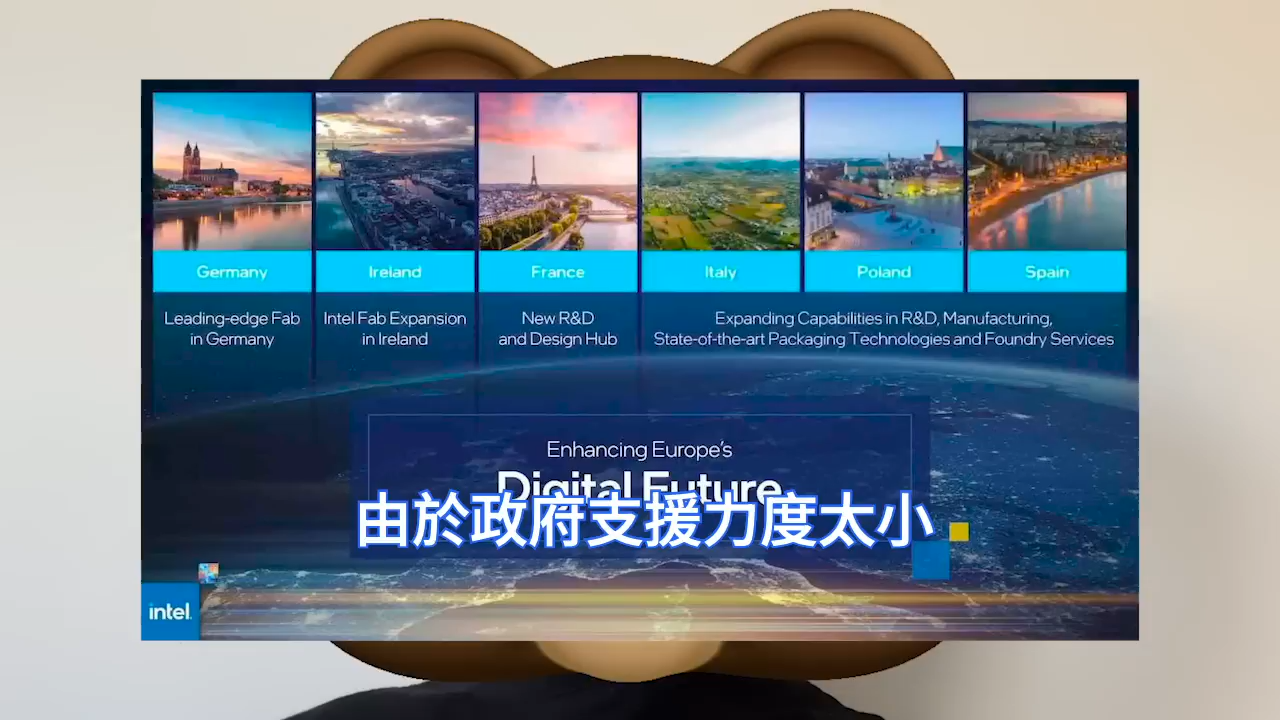 Germany
Ireland
France
Italy
Poland
Spain
Leading-edge Fab
in Germany
Intel Fab Expansion
in Ireland
New R&D
and Design Hub
Expanding Capabilities in R&D, Manufacturing,
State-of-the-art Packaging Technologies and Foundry Services
Enhancing Europe's
Digital Future
由於政府支援力度太小
intel.